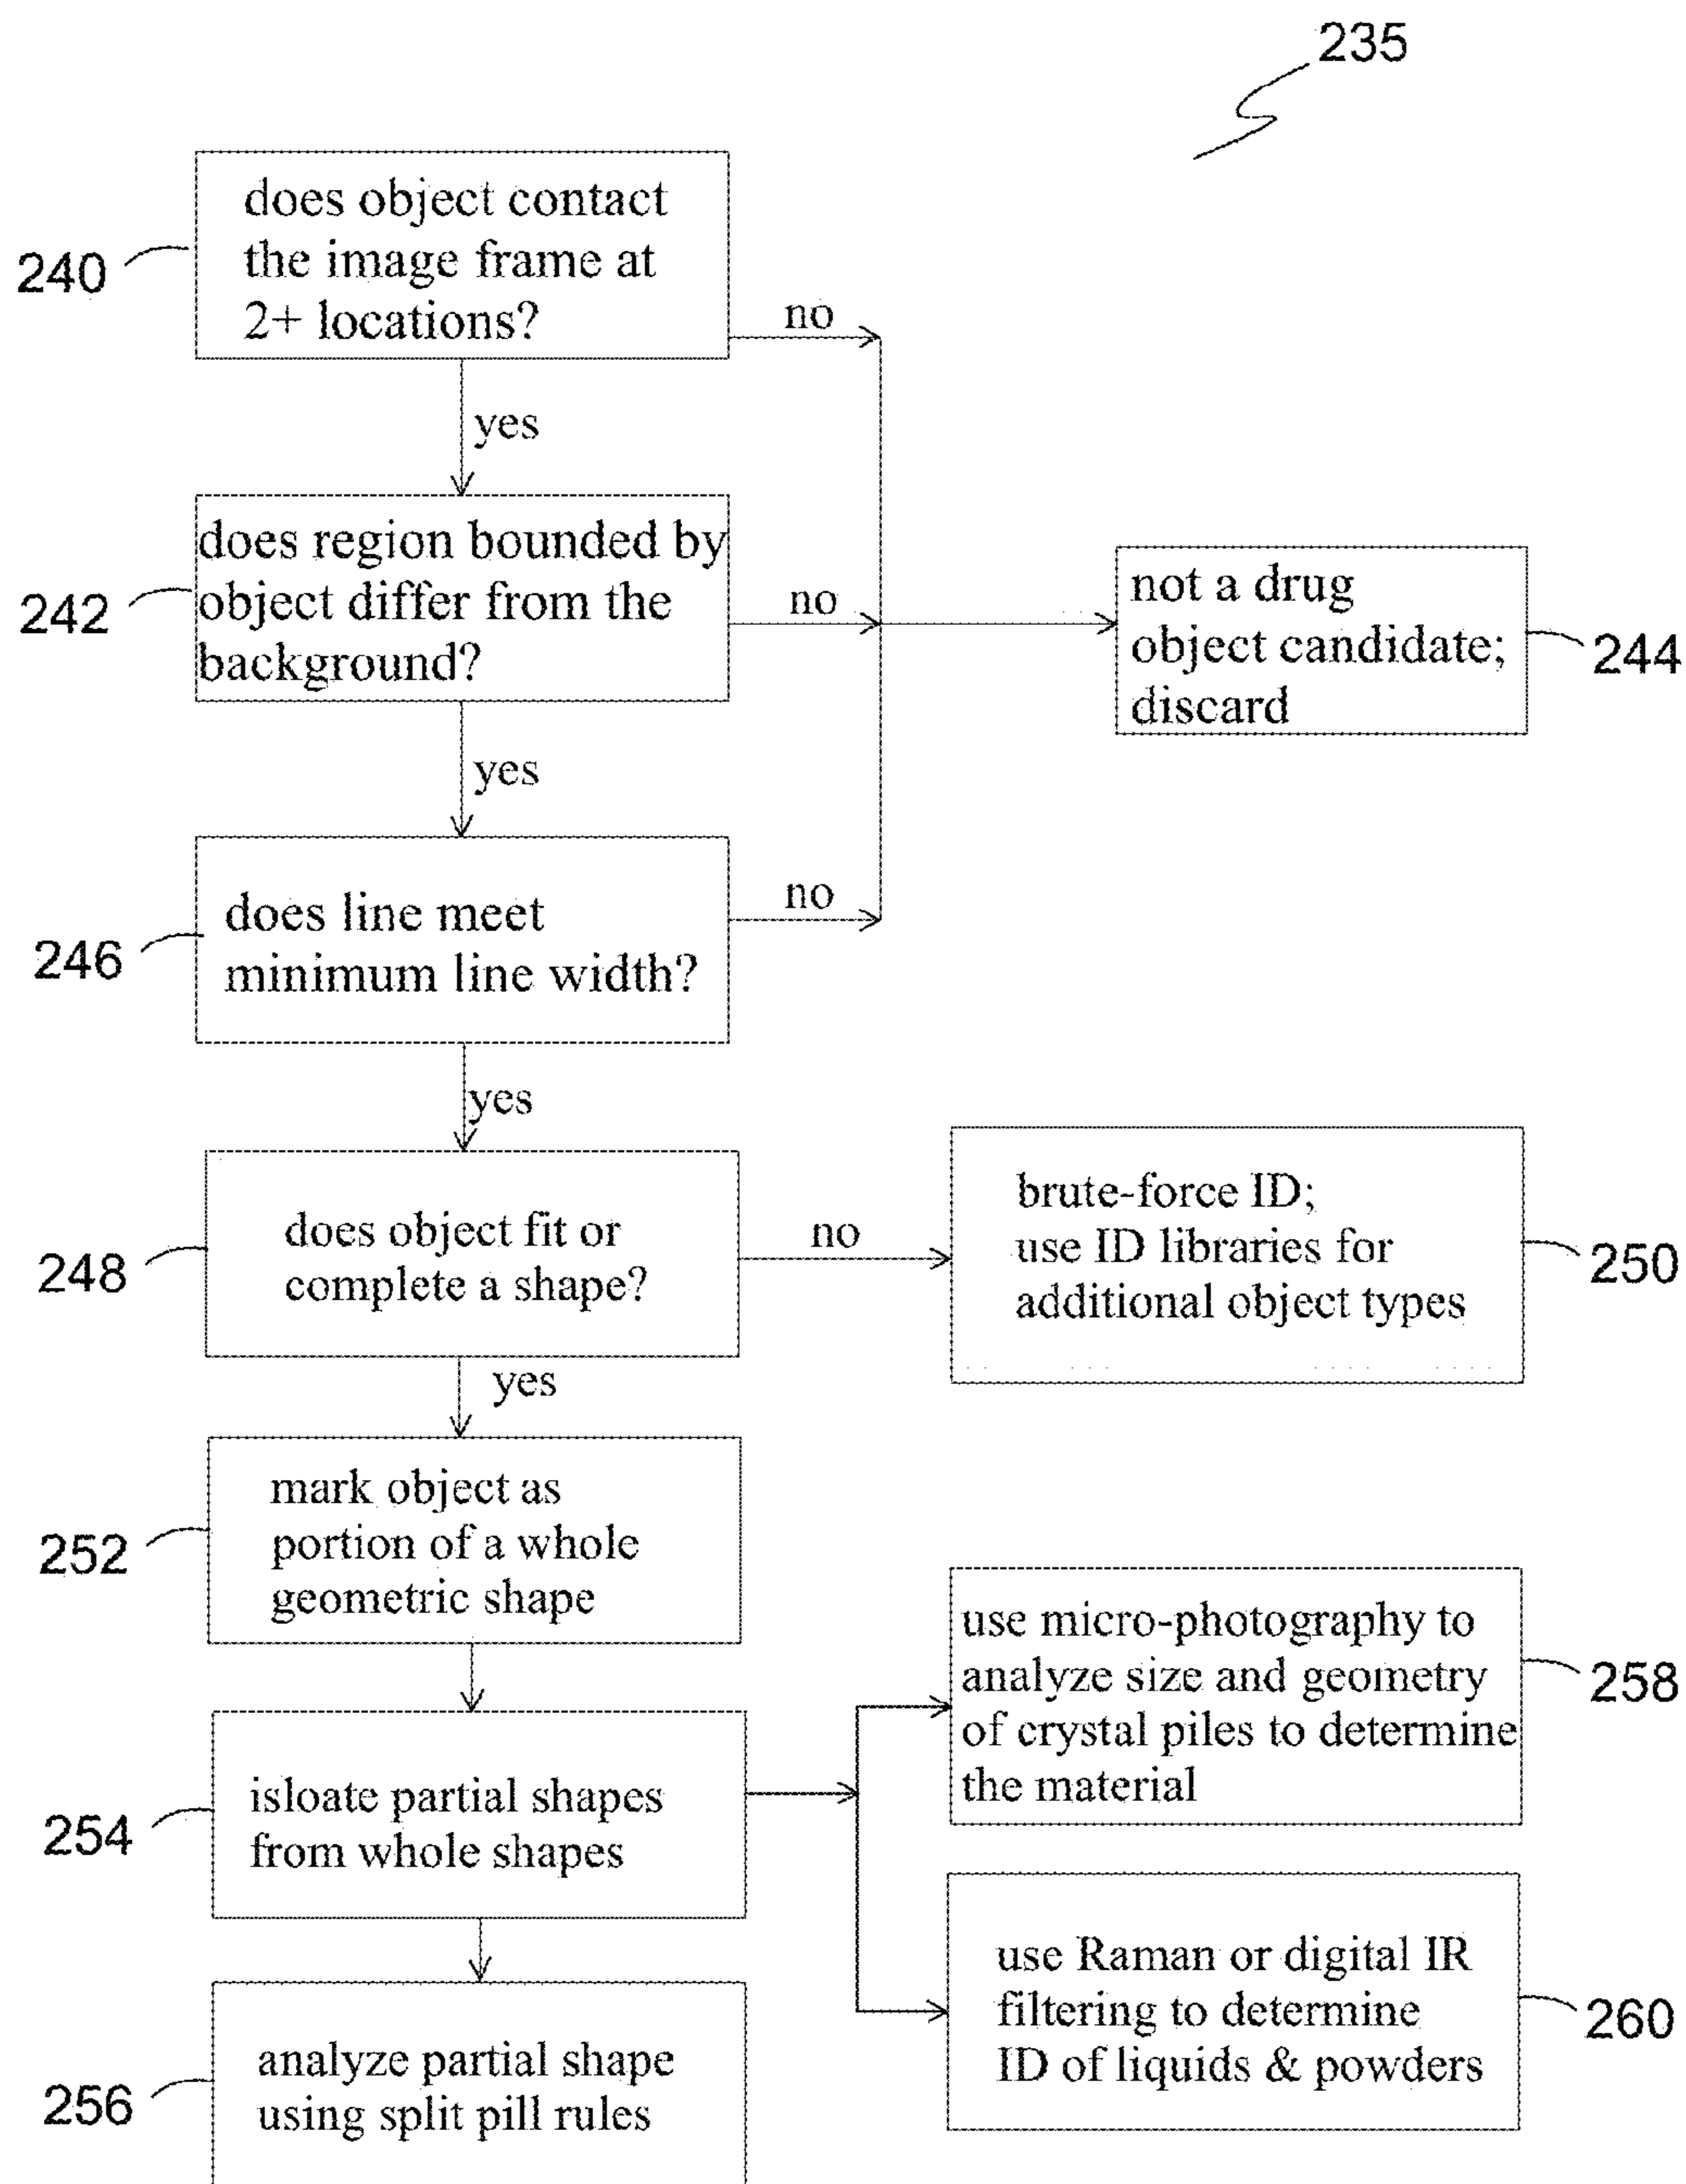 235
does object contact
the image frame at
2+ locations?
240
no
yes
does region bounded by
object differ from the
background?
242
no
not a drug
object candidate;
discard
244
yes
does line meet
minimum line width?
246
no
yes
does object fit or
complete a shape?
248
no
brute-force ID;
use ID libraries for
additional object types
250
yes
mark object as
portion of a whole
geometric shape
252
isloate partial shapes
from whole shapes
254
use micro-photography to
analyze size and geometry
of crystal piles to determine
the material
258
use Raman or digital IR
filtering to determine
ID of liquids & powders
260
analyze partial shape
using split pill rules
256